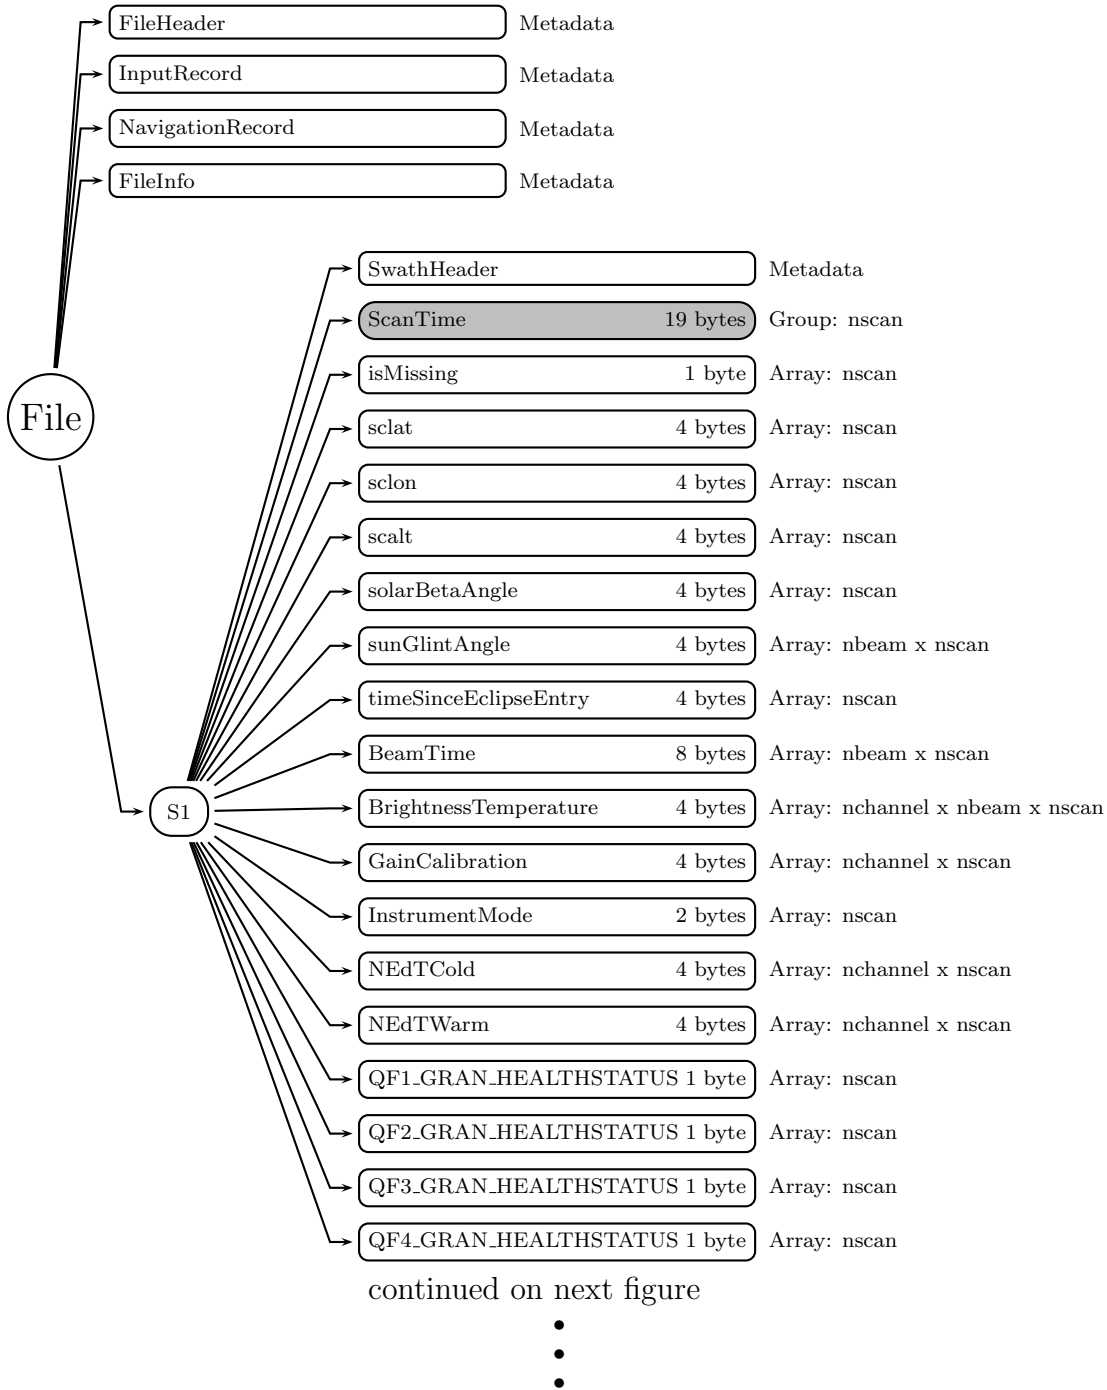 FileHeader Metadata
InputRecord Metadata
NavigationRecord Metadata
FileInfo Metadata
SwathHeader Metadata
ScanTime 19 bytes Group: nscan
isMissing 1 byte Array: nscan
File
sclat 4 bytes Array: nscan
sclon 4 bytes Array: nscan
scalt 4 bytes Array: nscan
solarBetaAngle 4 bytes Array: nscan
sunGlintAngle 4 bytes Array: nbeam x nscan
timeSinceEclipseEntry 4 bytes Array: nscan
BeamTime 8 bytes Array: nbeam x nscan
S1
BrightnessTemperature 4 bytes Array: nchannel x nbeam x nscan
GainCalibration 4 bytes Array: nchannel x nscan
InstrumentMode 2 bytes Array: nscan
NEdTCold 4 bytes Array: nchannel x nscan
NEdTWarm 4 bytes Array: nchannel x nscan
QF1_GRAN_HEALTHSTATUS 1 byte Array: nscan
QF2_GRAN_HEALTHSTATUS 1 byte Array: nscan
QF3_GRAN_HEALTHSTATUS 1 byte Array: nscan
QF4_GRAN_HEALTHSTATUS 1 byte Array: nscan
continued on next figure